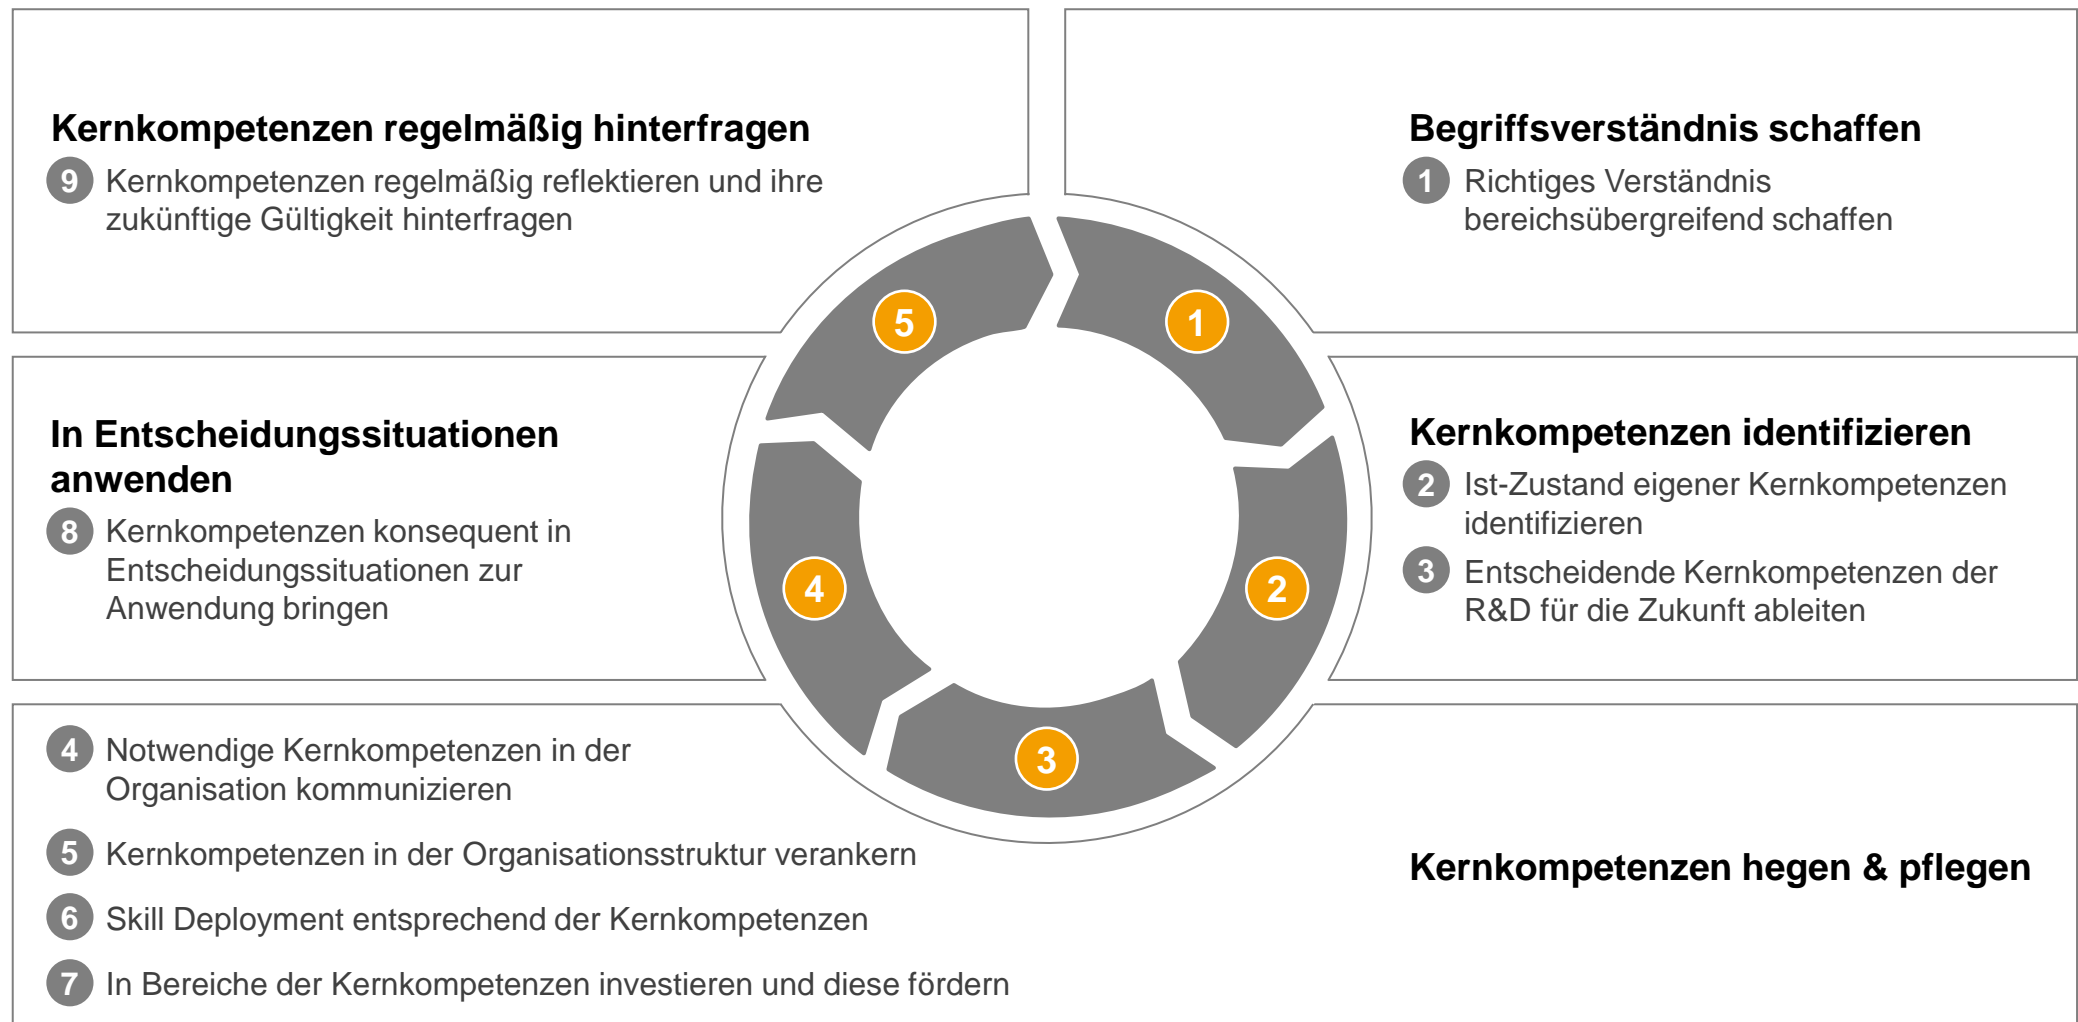 Kernkompetenzen regelmäßig hinterfragen
9 Kernkompetenzen regelmäßig reflektieren und ihre
zukünftige Gültigkeit hinterfragen
Begriffsverständnis schaffen
1 Richtiges Verständnis
bereichsübergreifend schaffen
5
1
In Entscheidungssituationen
anwenden
8 Kernkompetenzen konsequent in
Entscheidungssituationen zur
Anwendung bringen
Kernkompetenzen identifizieren
2 Ist-Zustand eigener Kernkompetenzen
identifizieren
3 Entscheidende Kernkompetenzen der
R&D für die Zukunft ableiten
4
2
3
4 Notwendige Kernkompetenzen in der
Organisation kommunizieren
5 Kernkompetenzen in der Organisationsstruktur verankern
6 Skill Deployment entsprechend der Kernkompetenzen
7 In Bereiche der Kernkompetenzen investieren und diese fördern
Kernkompetenzen hegen & pflegen